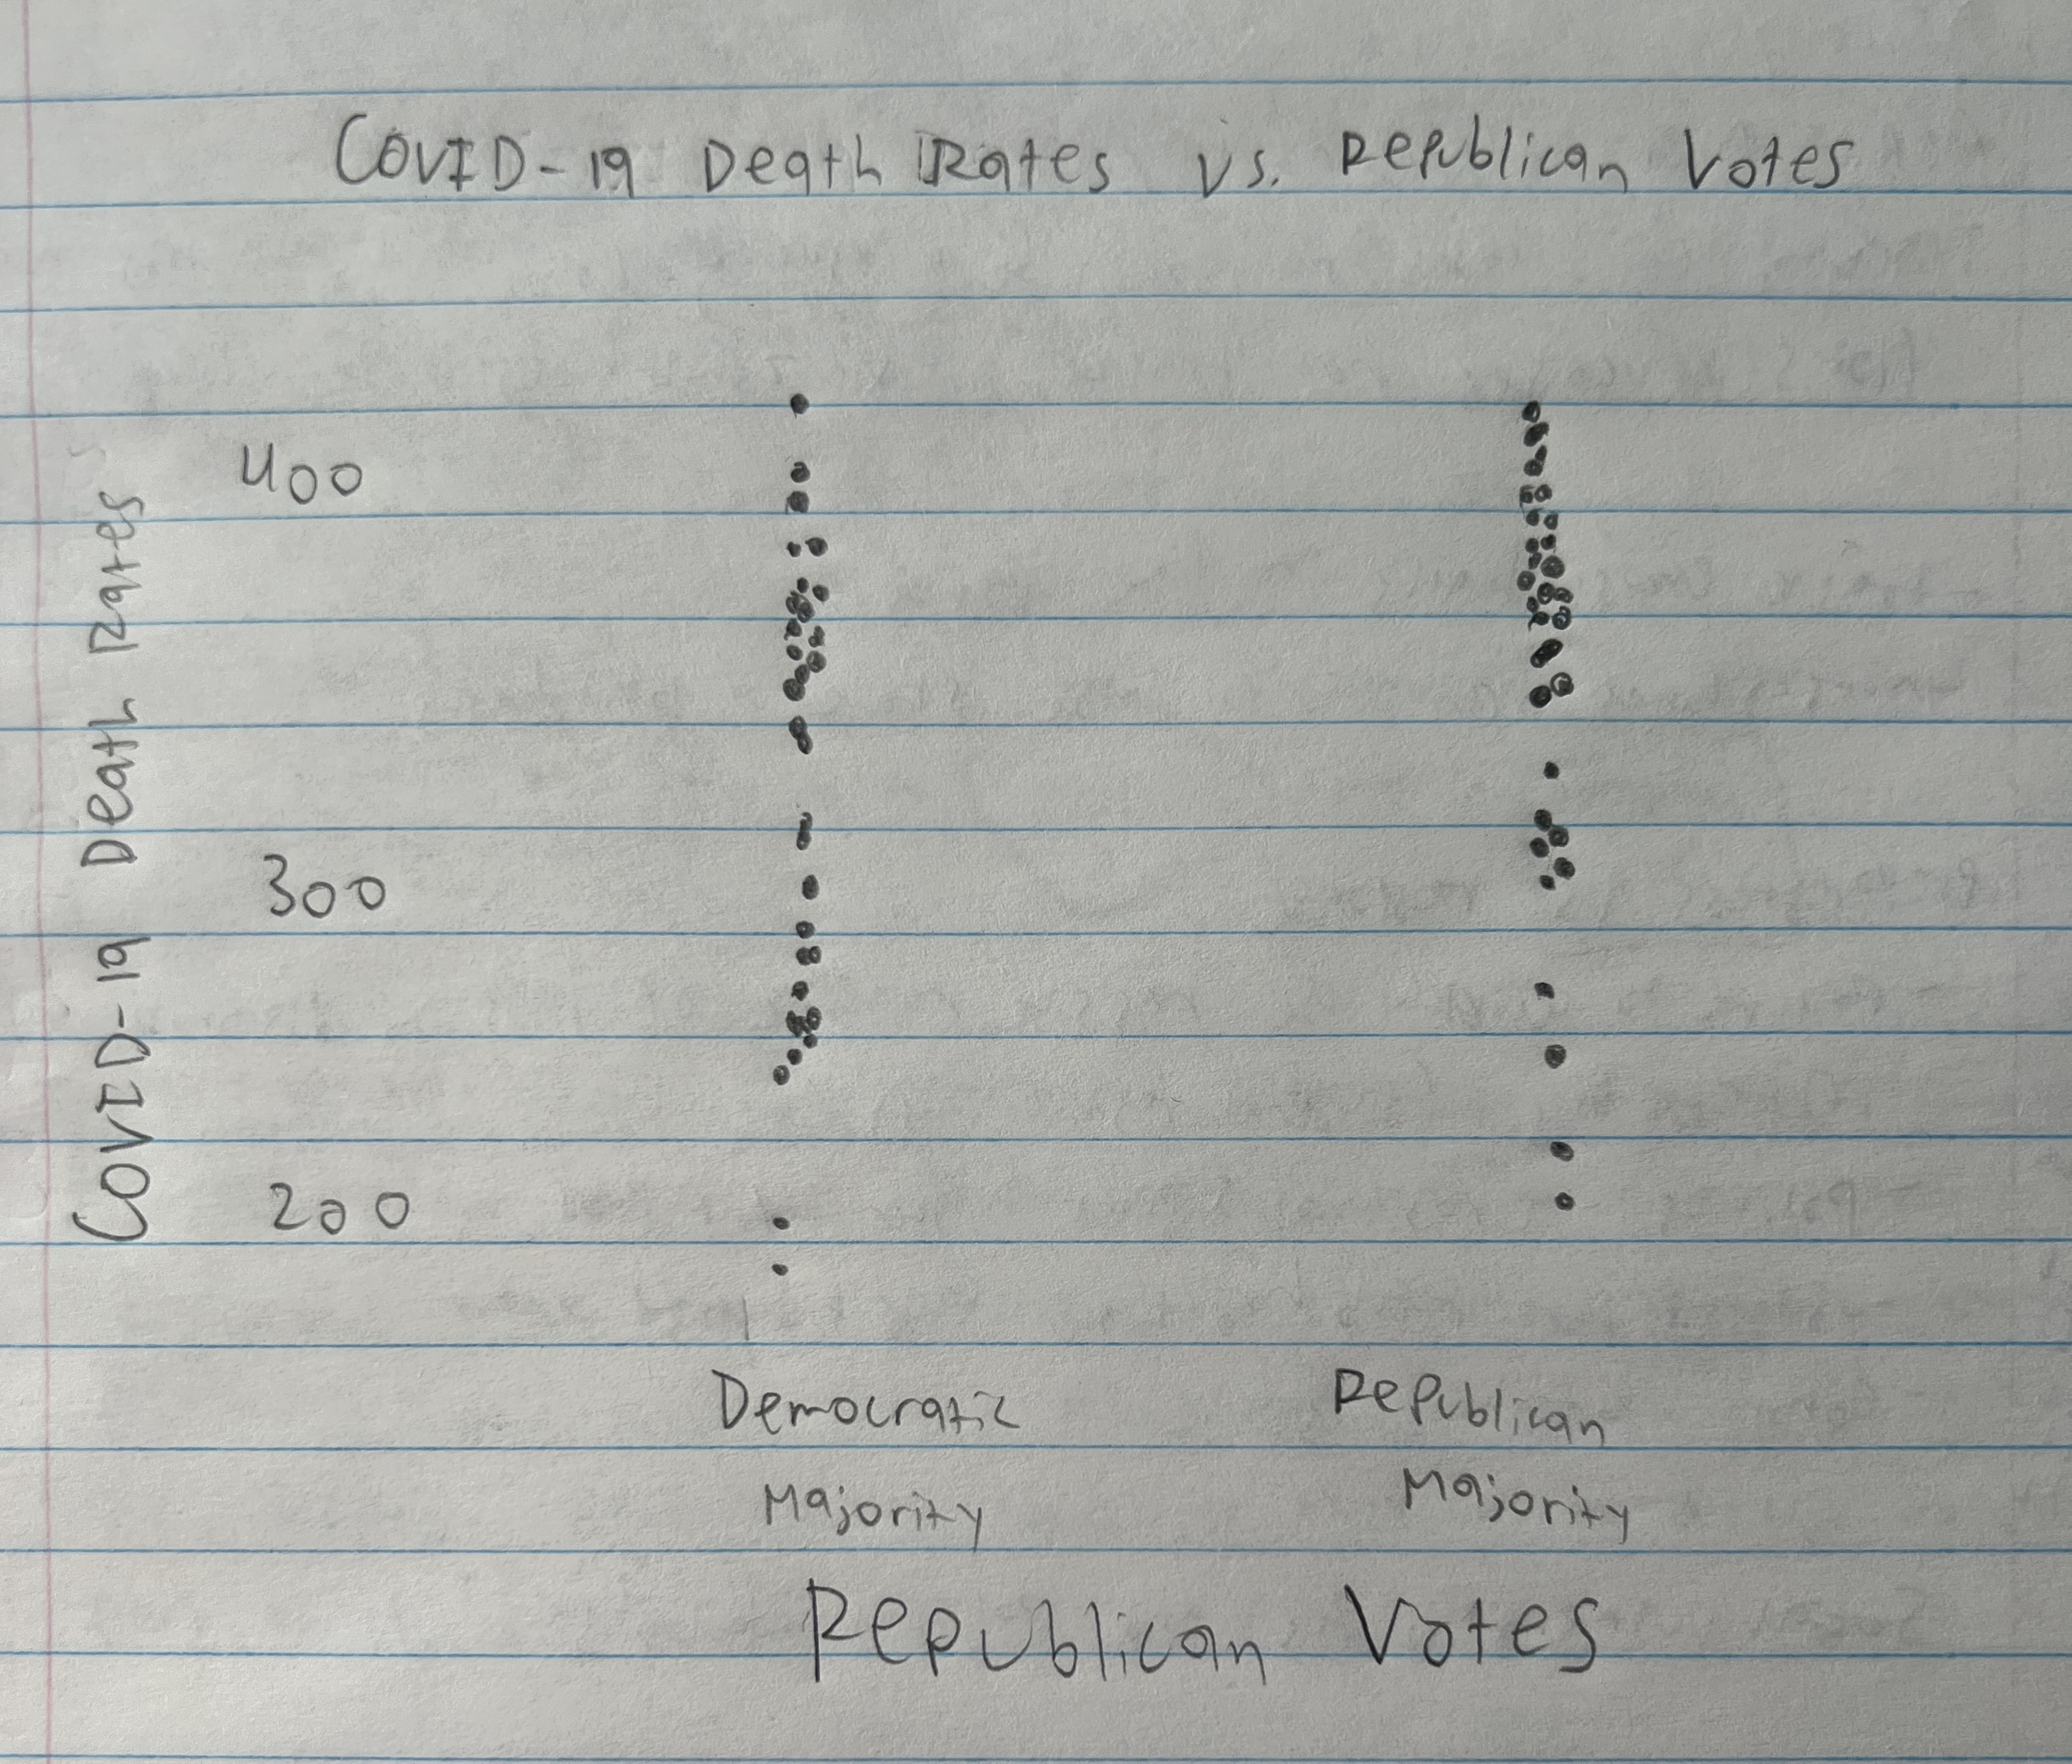 COVID-19 Death Rates vs. Republican Votes
COVID-19 Death Rates
400
300
200
Democratic
Majority
Republican
Majority
Republican Votes